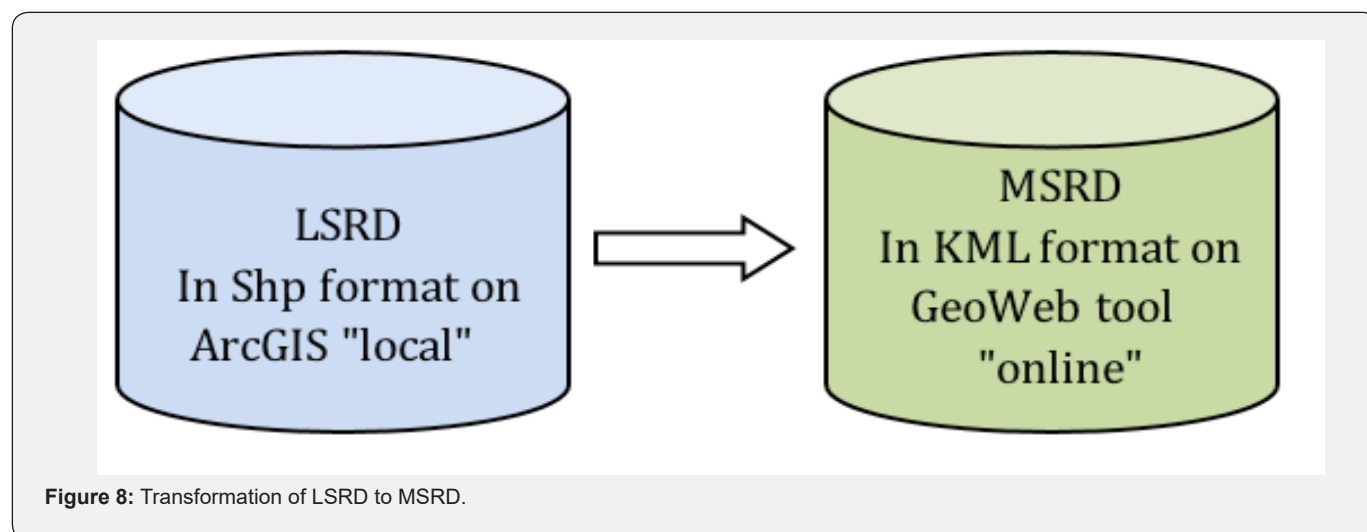 LSRD
In Shp format on
ArcGIS "local"
MSRD
In KML format on
GeoWeb tool
"online"
Figure 8: Transformation of LSRD to MSRD.